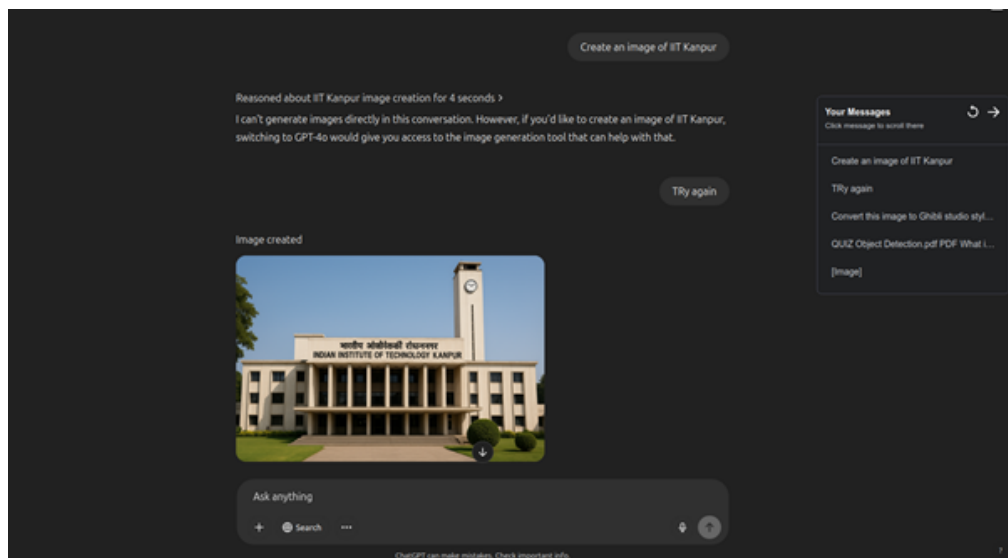 Create an image of IIT Kanpur
Reasoned about IIT Kanpur image creation for 4 seconds >
I can't generate images directly in this conversation. However, if you'd like to create an image of IIT Kanpur,
switching to GPT-4o would give you access to the image generation tool that can help with that.
TRy again
Image created
भारतीय
INDIAN INSTITUTE OF TECHNOLOGY KANPUR
Ask anything
Search
ChatGPT can make mistakes. Check important info.
Your Messages
Click message to scroll there
Create an image of IIT Kanpur
TRy again
Convert this image to Ghibli studio styl...
QUIZ Object Detection.pdf PDF What i...
[Image]